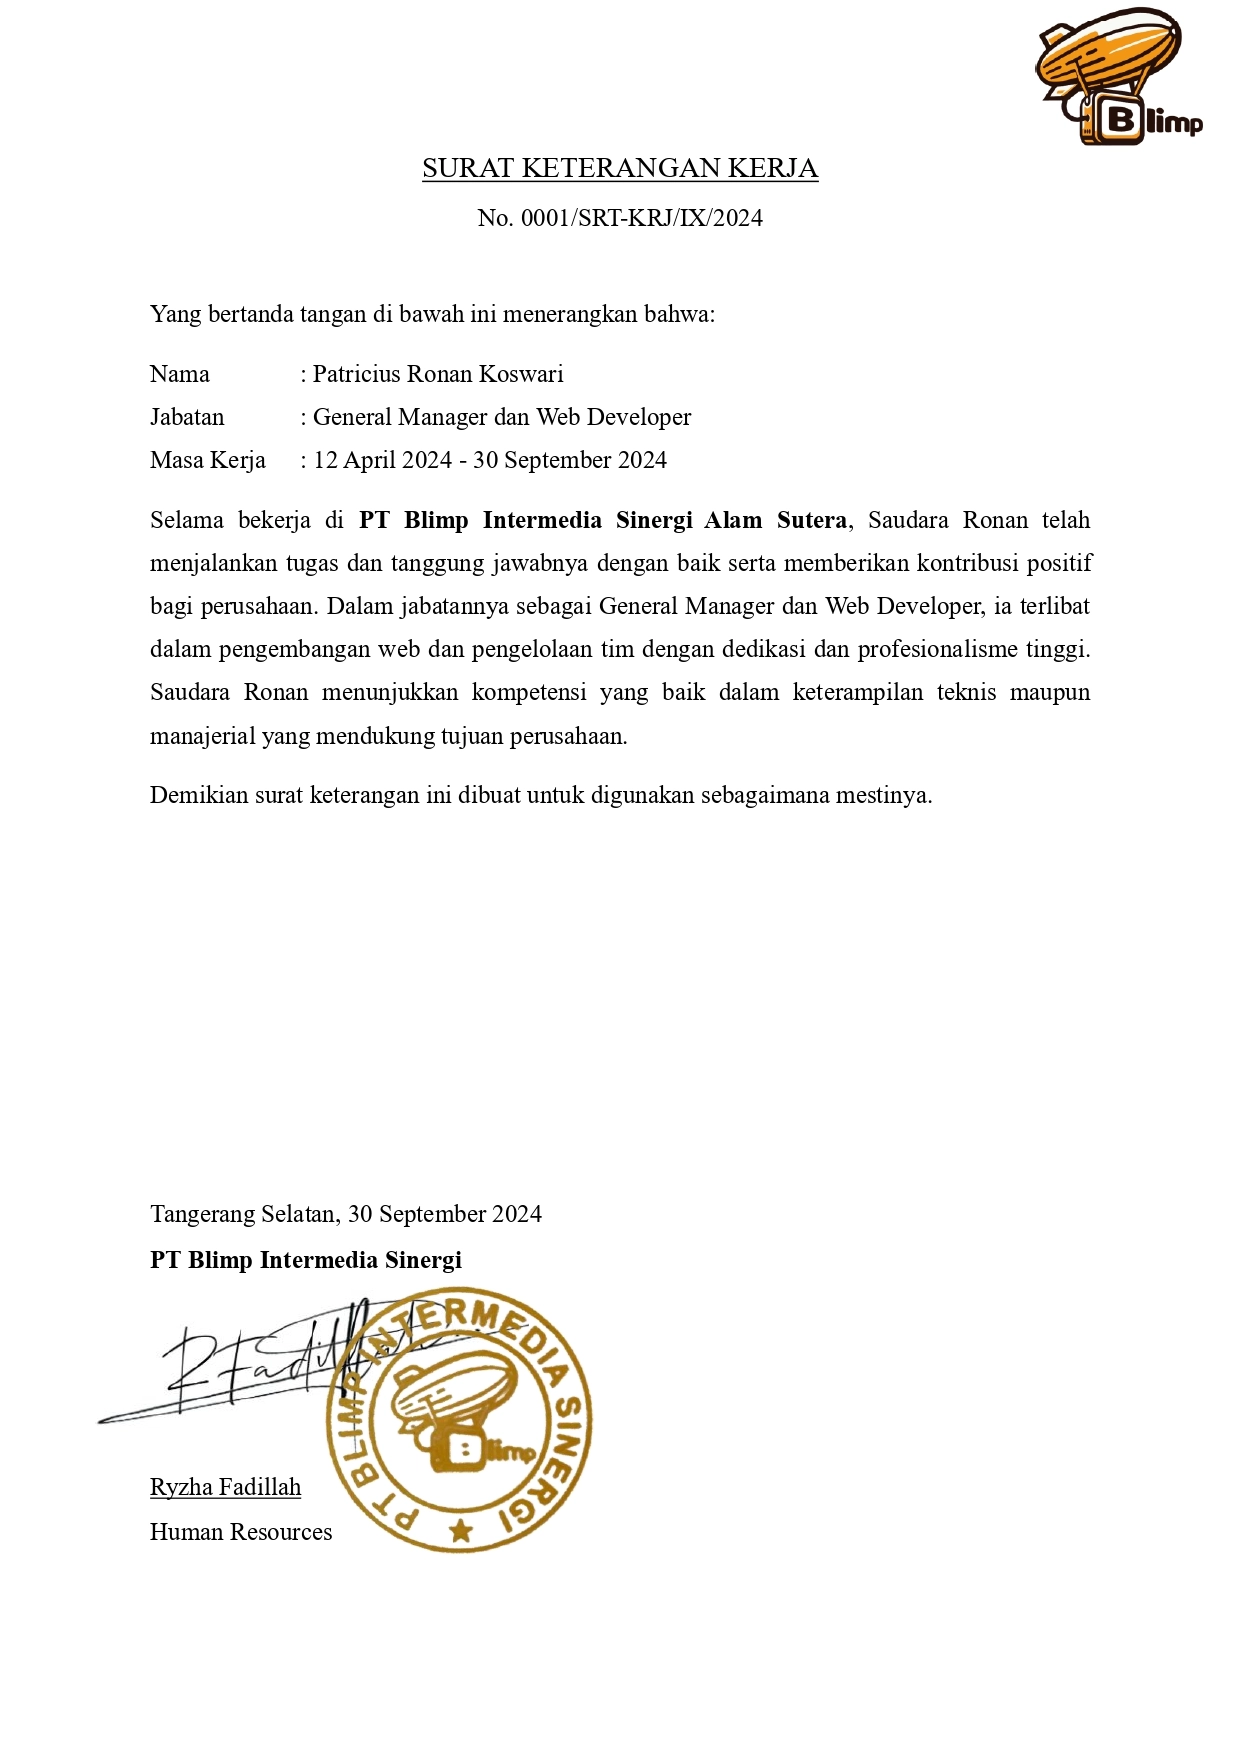 Blimp
SURAT KETERANGAN KERJA
No. 0001/SRT-KRJ/IX/2024
Yang bertanda tangan di bawah ini menerangkan bahwa:
Nama : Patricius Ronan Koswari
Jabatan : General Manager dan Web Developer
Masa Kerja : 12 April 2024 - 30 September 2024
Selama bekerja di PT Blimp Intermedia Sinergi Alam Sutera, Saudara Ronan telah
menjalankan tugas dan tanggung jawabnya dengan baik serta memberikan kontribusi positif
bagi perusahaan. Dalam jabatannya sebagai General Manager dan Web Developer, ia terlibat
dalam pengembangan web dan pengelolaan tim dengan dedikasi dan profesionalisme tinggi.
Saudara Ronan menunjukkan kompetensi yang baik dalam keterampilan teknis maupun
manajerial yang mendukung tujuan perusahaan.
Demikian surat keterangan ini dibuat untuk digunakan sebagaimana mestinya.
Tangerang Selatan, 30 September 2024
PT Blimp Intermedia Sinergi
PT BLIMP INTERMEDIA SINERGI
Blimp
Ryzha Fadillah
Human Resources